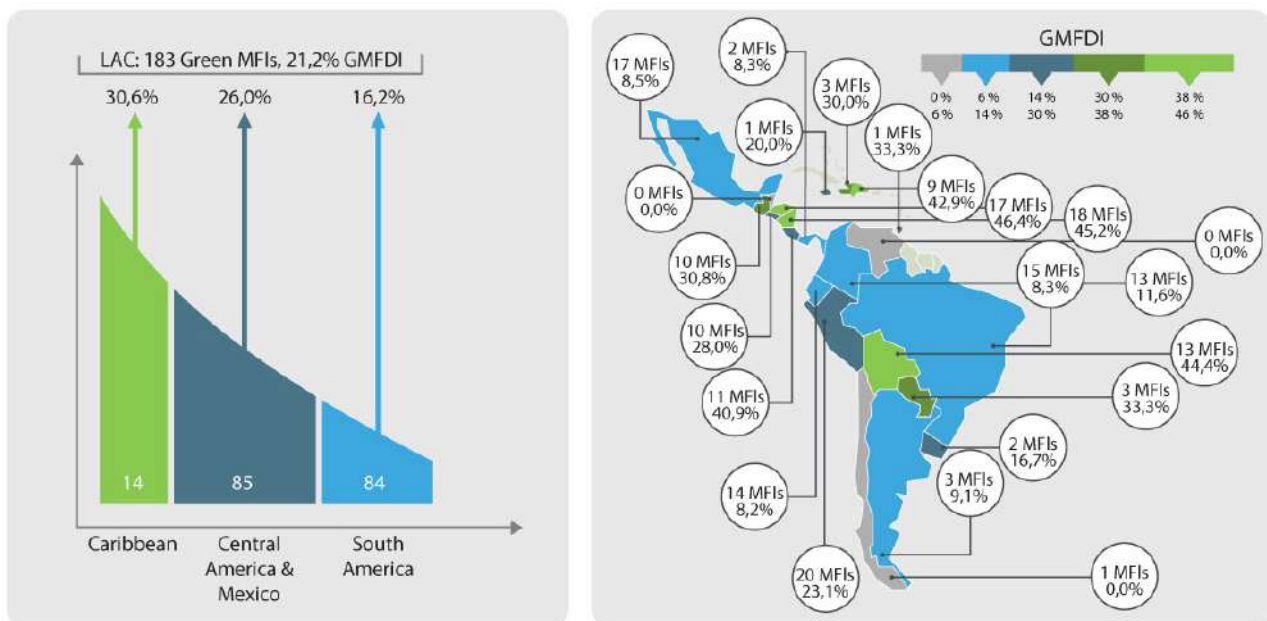 LAC: 183 Green MFIs, 21,2% GMFDI
30,6%
26,0%
16,2%
14
85
84
Caribbean
Central
America &
Mexico
South
America
GMFDI
0 %
6 %
6 %
14 %
14 %
30 %
30 %
38 %
38 %
46 %
17 MFIs
8,5%
2 MFIs
8,3%
3 MFIs
30,0%
1 MFIs
20,0%
1 MFIs
33,3%
0 MFIs
0,0%
9 MFIs
42,9%
17 MFIs
46,4%
18 MFIs
45,2%
0 MFIs
0,0%
10 MFIs
30,8%
15 MFIs
8,3%
13 MFIs
11,6%
10 MFIs
28,0%
13 MFIs
44,4%
11 MFIs
40,9%
3 MFIs
33,3%
2 MFIs
16,7%
14 MFIs
8,2%
3 MFIs
9,1%
20 MFIs
23,1%
1 MFIs
0,0%